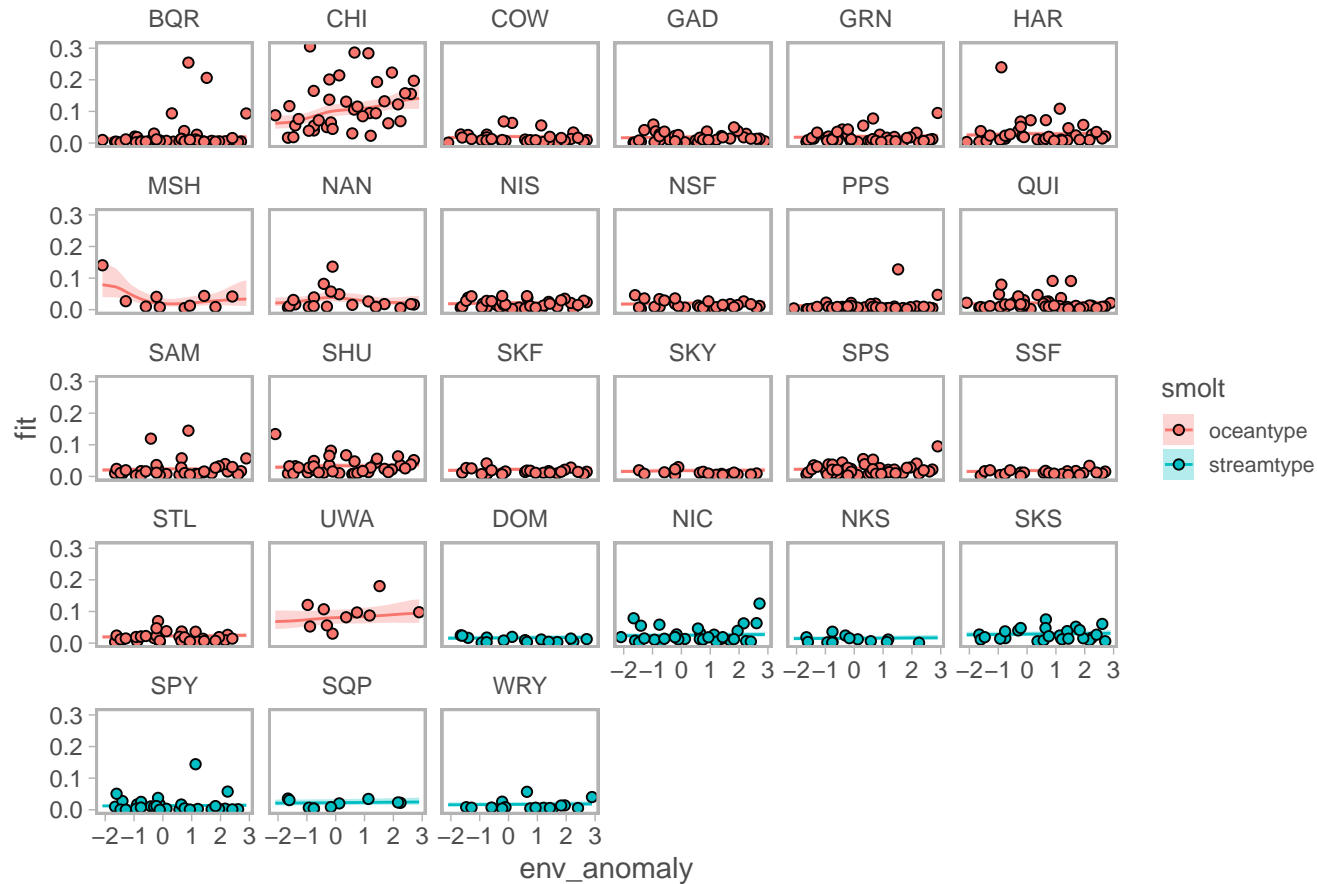 BQR CHI COW GAD GRN HAR
0.3
0.2
0.1
0.0
MSH NAN NIS NSF PPS QUI
0.3
0.2
0.1
0.0
SAM SHU SKF SKY SPS SSF
0.3
0.2
0.1
0.0
fit
smolt
oceantype
streamtype
STL UWA DOM NIC NKS SKS
0.3
0.2
0.1
0.0
−2 −1 0 1 2 3 −2 −1 0 1 2 3 −2 −1 0 1 2 3
SPY SQP WRY
0.3
0.2
0.1
0.0
−2 −1 0 1 2 3 −2 −1 0 1 2 3 −2 −1 0 1 2 3
env_anomaly